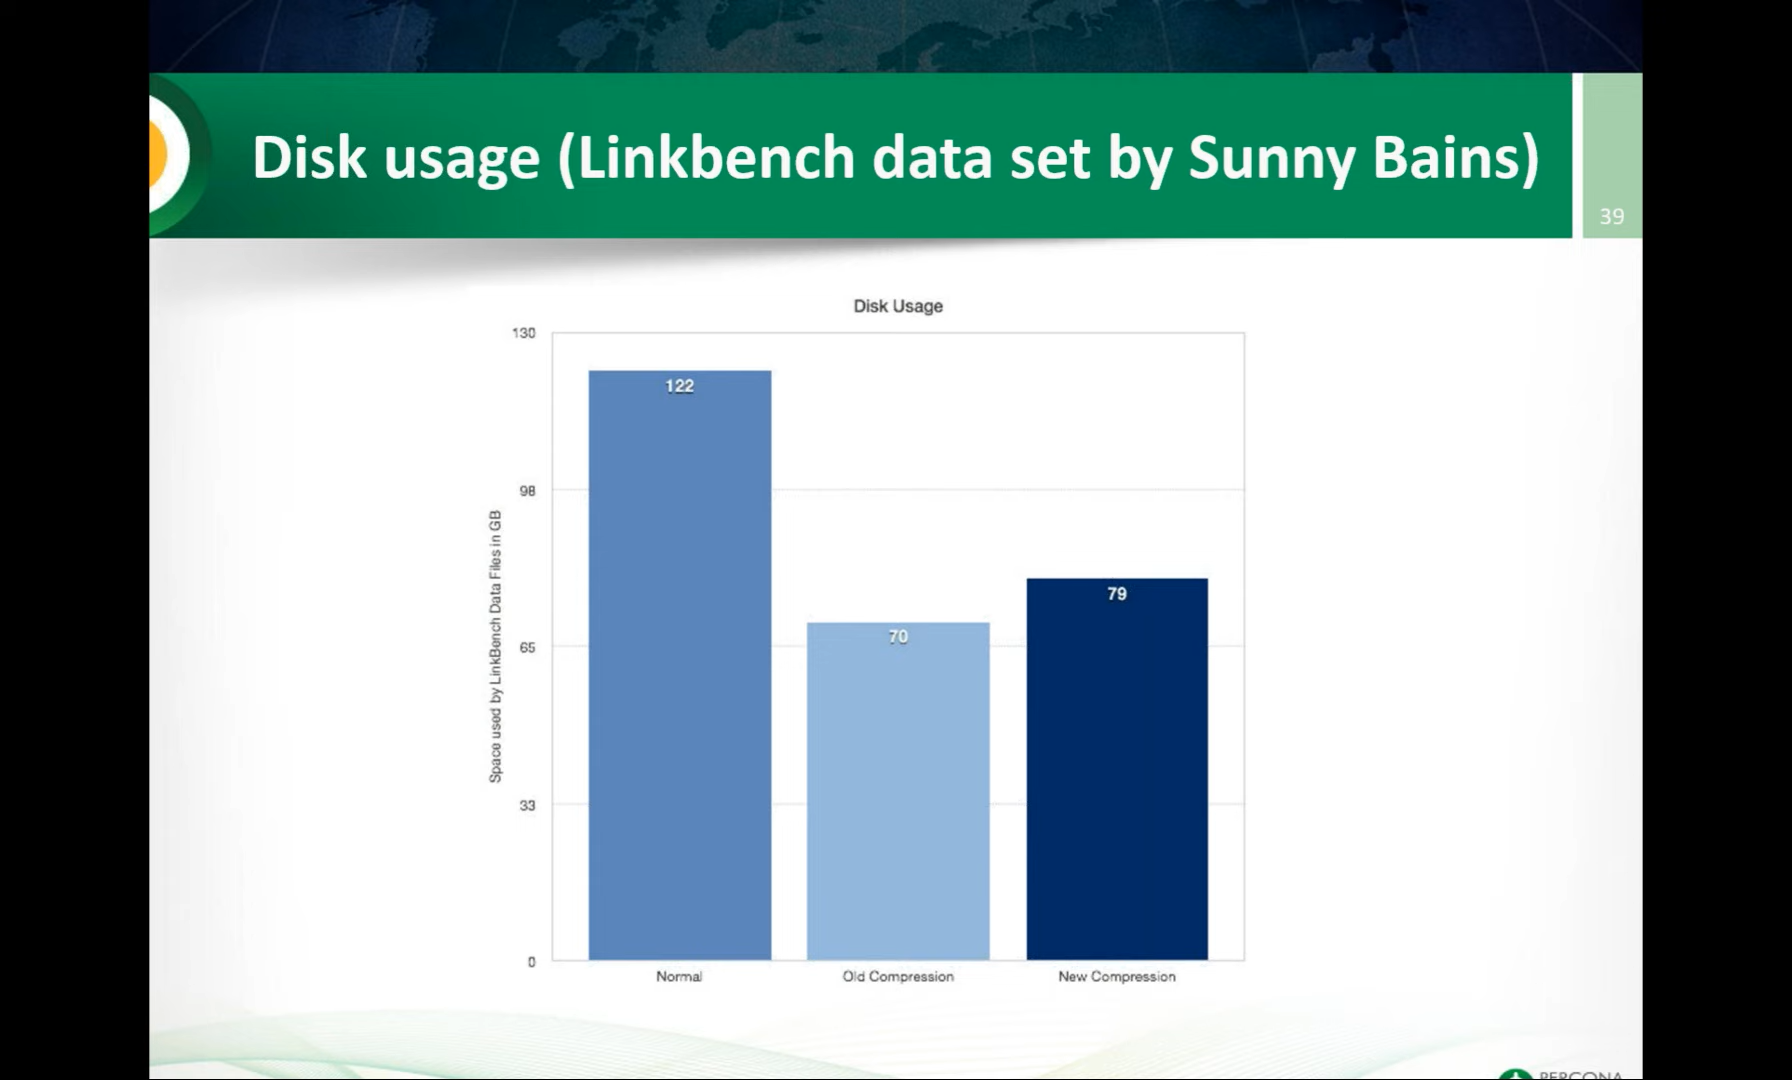 Disk usage (Linkbench data set by Sunny Bains)
39
Disk Usage
130
98
65
33
0
Space used by LinkBench Data Files in GB
122
70
79
Normal
Old Compression
New Compression
PERCONA